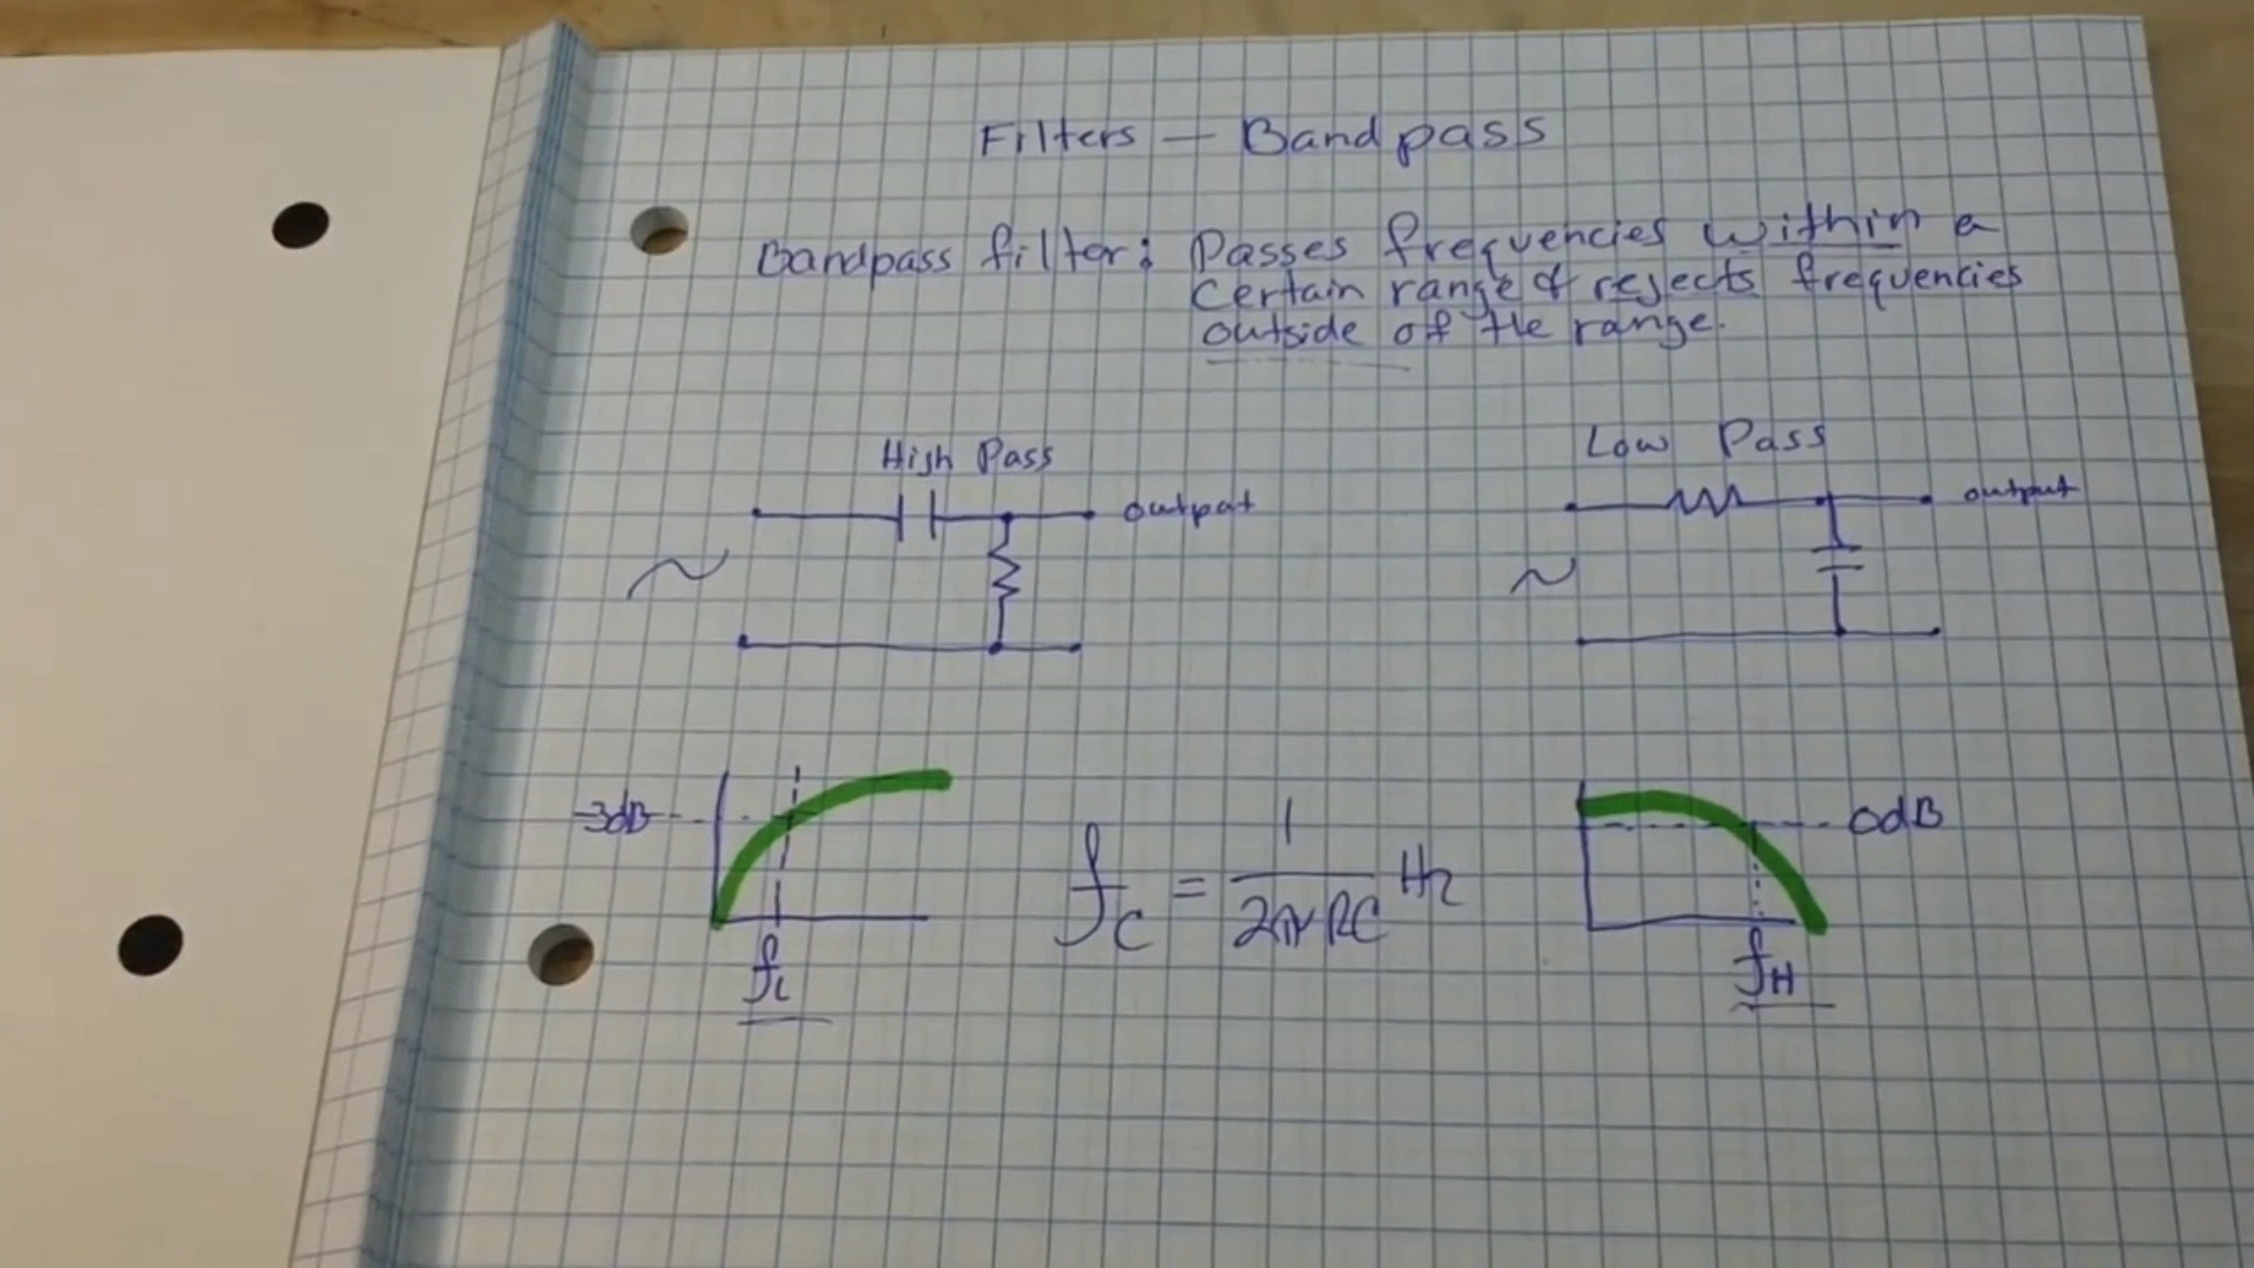 Filters — Bandpass
Bandpass filter: Passes frequencies within a
certain range & rejects frequencies
outside of the range.
High Pass
output
Low Pass
output
-3dB
fL
fc = 1/2πRC Hz
0dB
fH